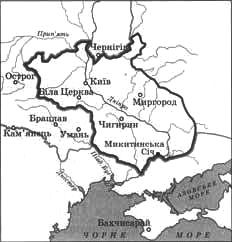 Прип'ять
Чернігів
Острог
Київ
Біла Церква
Дніпро
Миргород
Брацлав
Чигирин
Кам'янець
Умань
Микитинська
Січ
Пд. Буг
Дністер
АЗОВСЬКЕ
МОРЕ
Бахчисарай
ЧОРНЕ МОРЕ